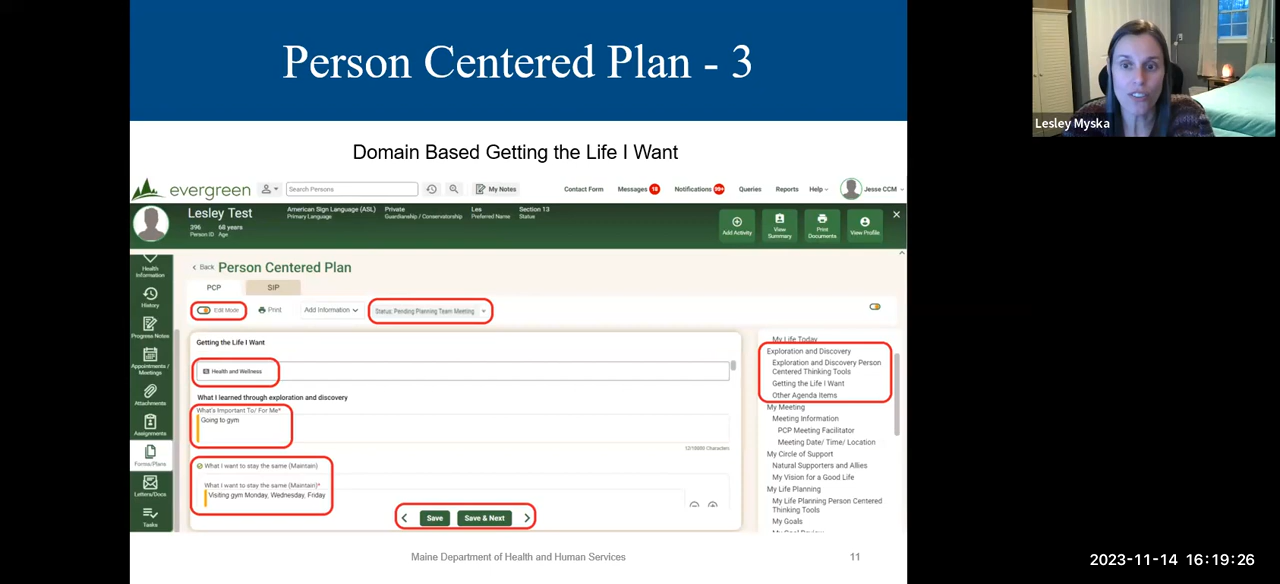 Person Centered Plan - 3
Lesley Myska
Domain Based Getting the Life I Want
evergreen
Search Persons
My Notes
Contact Form
Messages 18
Notifications 99+
Queries
Reports
Help
Jesse CCM
Lesley Test
396
Person ID
68 years
Age
American Sign Language (ASL)
Primary Language
Private
Guardianship / Conservatorship
Les
Preferred Name
Section 13
Status
Add Activity
View Summary
Print Documents
View Profile
Health Information
History
Progress Notes
Appointments / Meetings
Attachments
Assignments
Forms/Plans
Letters/Docs
Tasks
Back
Person Centered Plan
PCP
SIP
Edit Mode
Print
Add Information
Status: Pending Planning Team Meeting
Getting the Life I Want
Health and Wellness
What I learned through exploration and discovery
What's Important To/ For Me*
Going to gym
12/10000 Characters
What I want to stay the same (Maintain)
What I want to stay the same (Maintain)*
Visiting gym Monday, Wednesday, Friday
Save
Save & Next
My Life Today
Exploration and Discovery
Exploration and Discovery Person
Centered Thinking Tools
Getting the Life I Want
Other Agenda Items
My Meeting
Meeting Information
PCP Meeting Facilitator
Meeting Date/ Time/ Location
My Circle of Support
Natural Supporters and Allies
My Vision for a Good Life
My Life Planning
My Life Planning Person Centered
Thinking Tools
My Goals
My Goal Review
Maine Department of Health and Human Services
11
2023-11-14 16:19:26